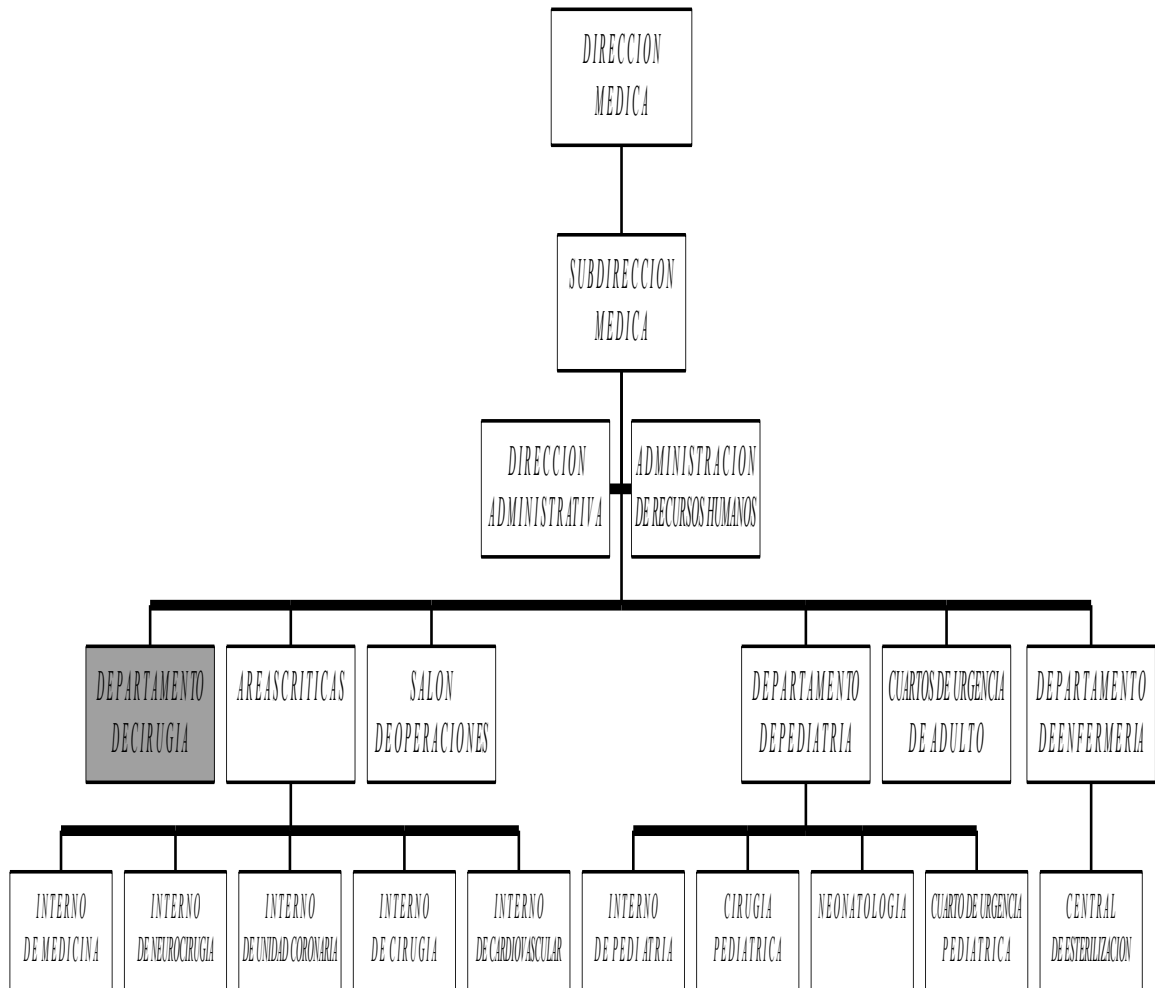 DIRECCION
MEDICA
SUBDIRECCION
MEDICA
DIRECCION
ADMINISTRATIVA
ADMINISTRACION
DE RECURSOS HUMANOS
DEPARTAMENTO
DECIRUGIA
AREASCRITICAS
SALON
DEOPERACIONES
DEPARTAMENTO
DEPEDIATRIA
CUARTOS DE URGENCIA
DE ADULTO
DEPARTAMENTO
DEENFERMERIA
INTERNO
DE MEDICINA
INTERNO
DE NEUROCIRUGIA
INTERNO
DE UNIDAD CORONARIA
INTERNO
DE CIRUGIA
INTERNO
DE CARDIOVASCULAR
INTERNO
DE PEDIATRIA
CIRUGIA
PEDIATRICA
NEONATOLOGIA
CUARTO DE URGENCIA
PEDIATRICA
CENTRAL
DE ESTERILIZACION